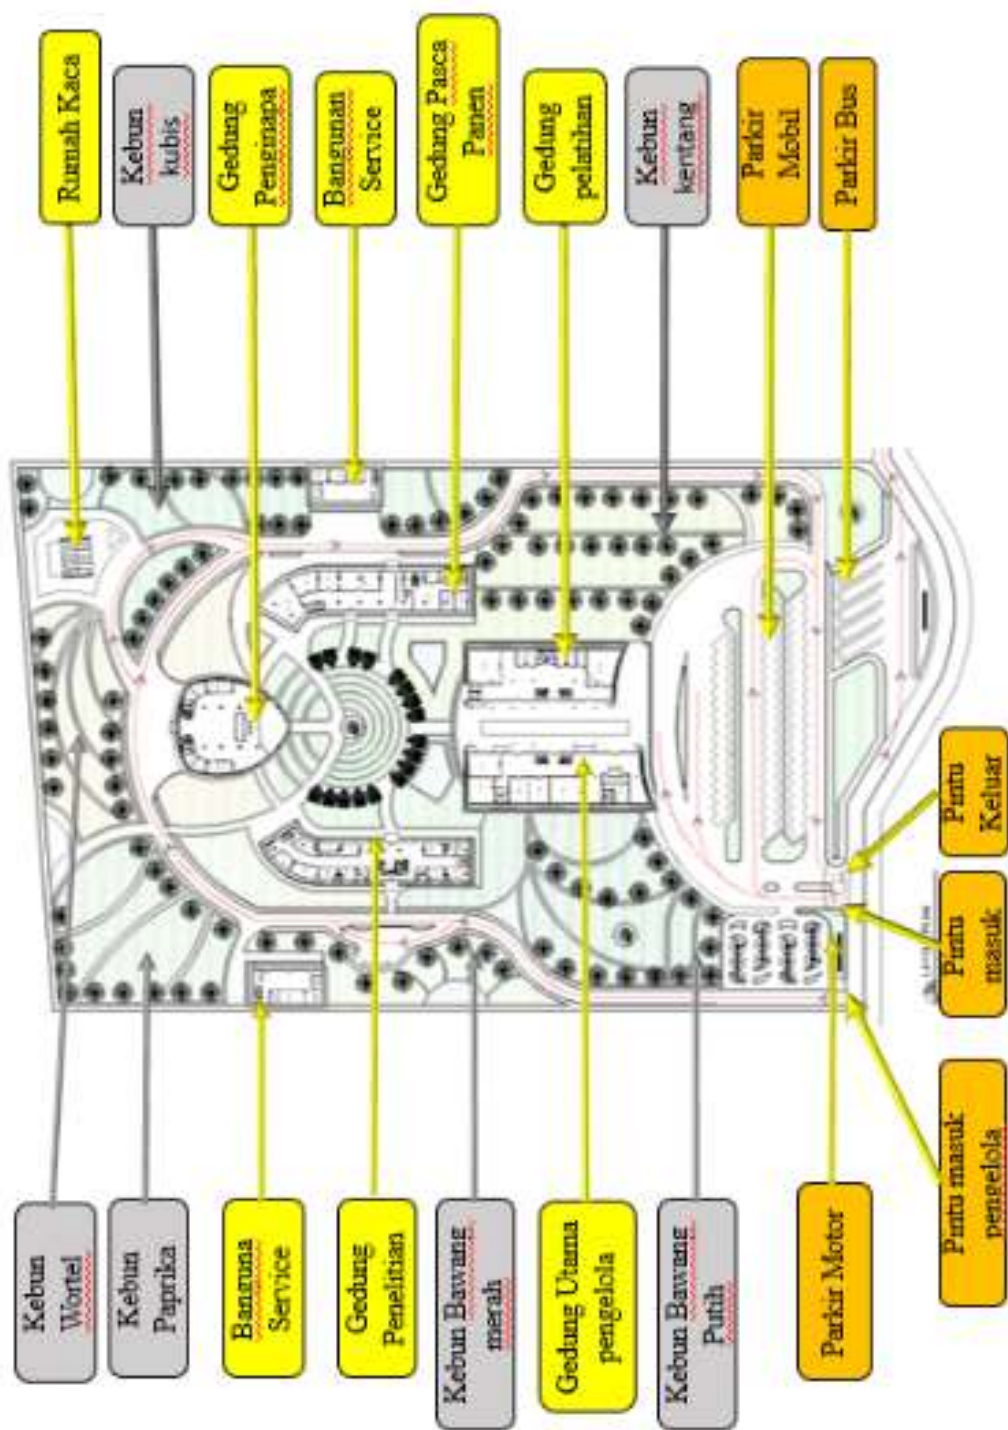 Kebun
Wortel
Kebun
Paprika
Banguna
Service
Gedung
Penelitian
Kebun Bawang
merah
Gedung Utama
pengelola
Kebun Bawang
Putih
Parkir Motor
Rumah Kaca
Kebun
kubis
Gedung
Penginapa
Bangunan
Service
Gedung Pasca
Panen
Gedung
pelatihan
Kebun
kentang
Parkir
Mobil
Parkir Bus
Pintu masuk
pengelola
Pintu
masuk
Pintu
Keluar